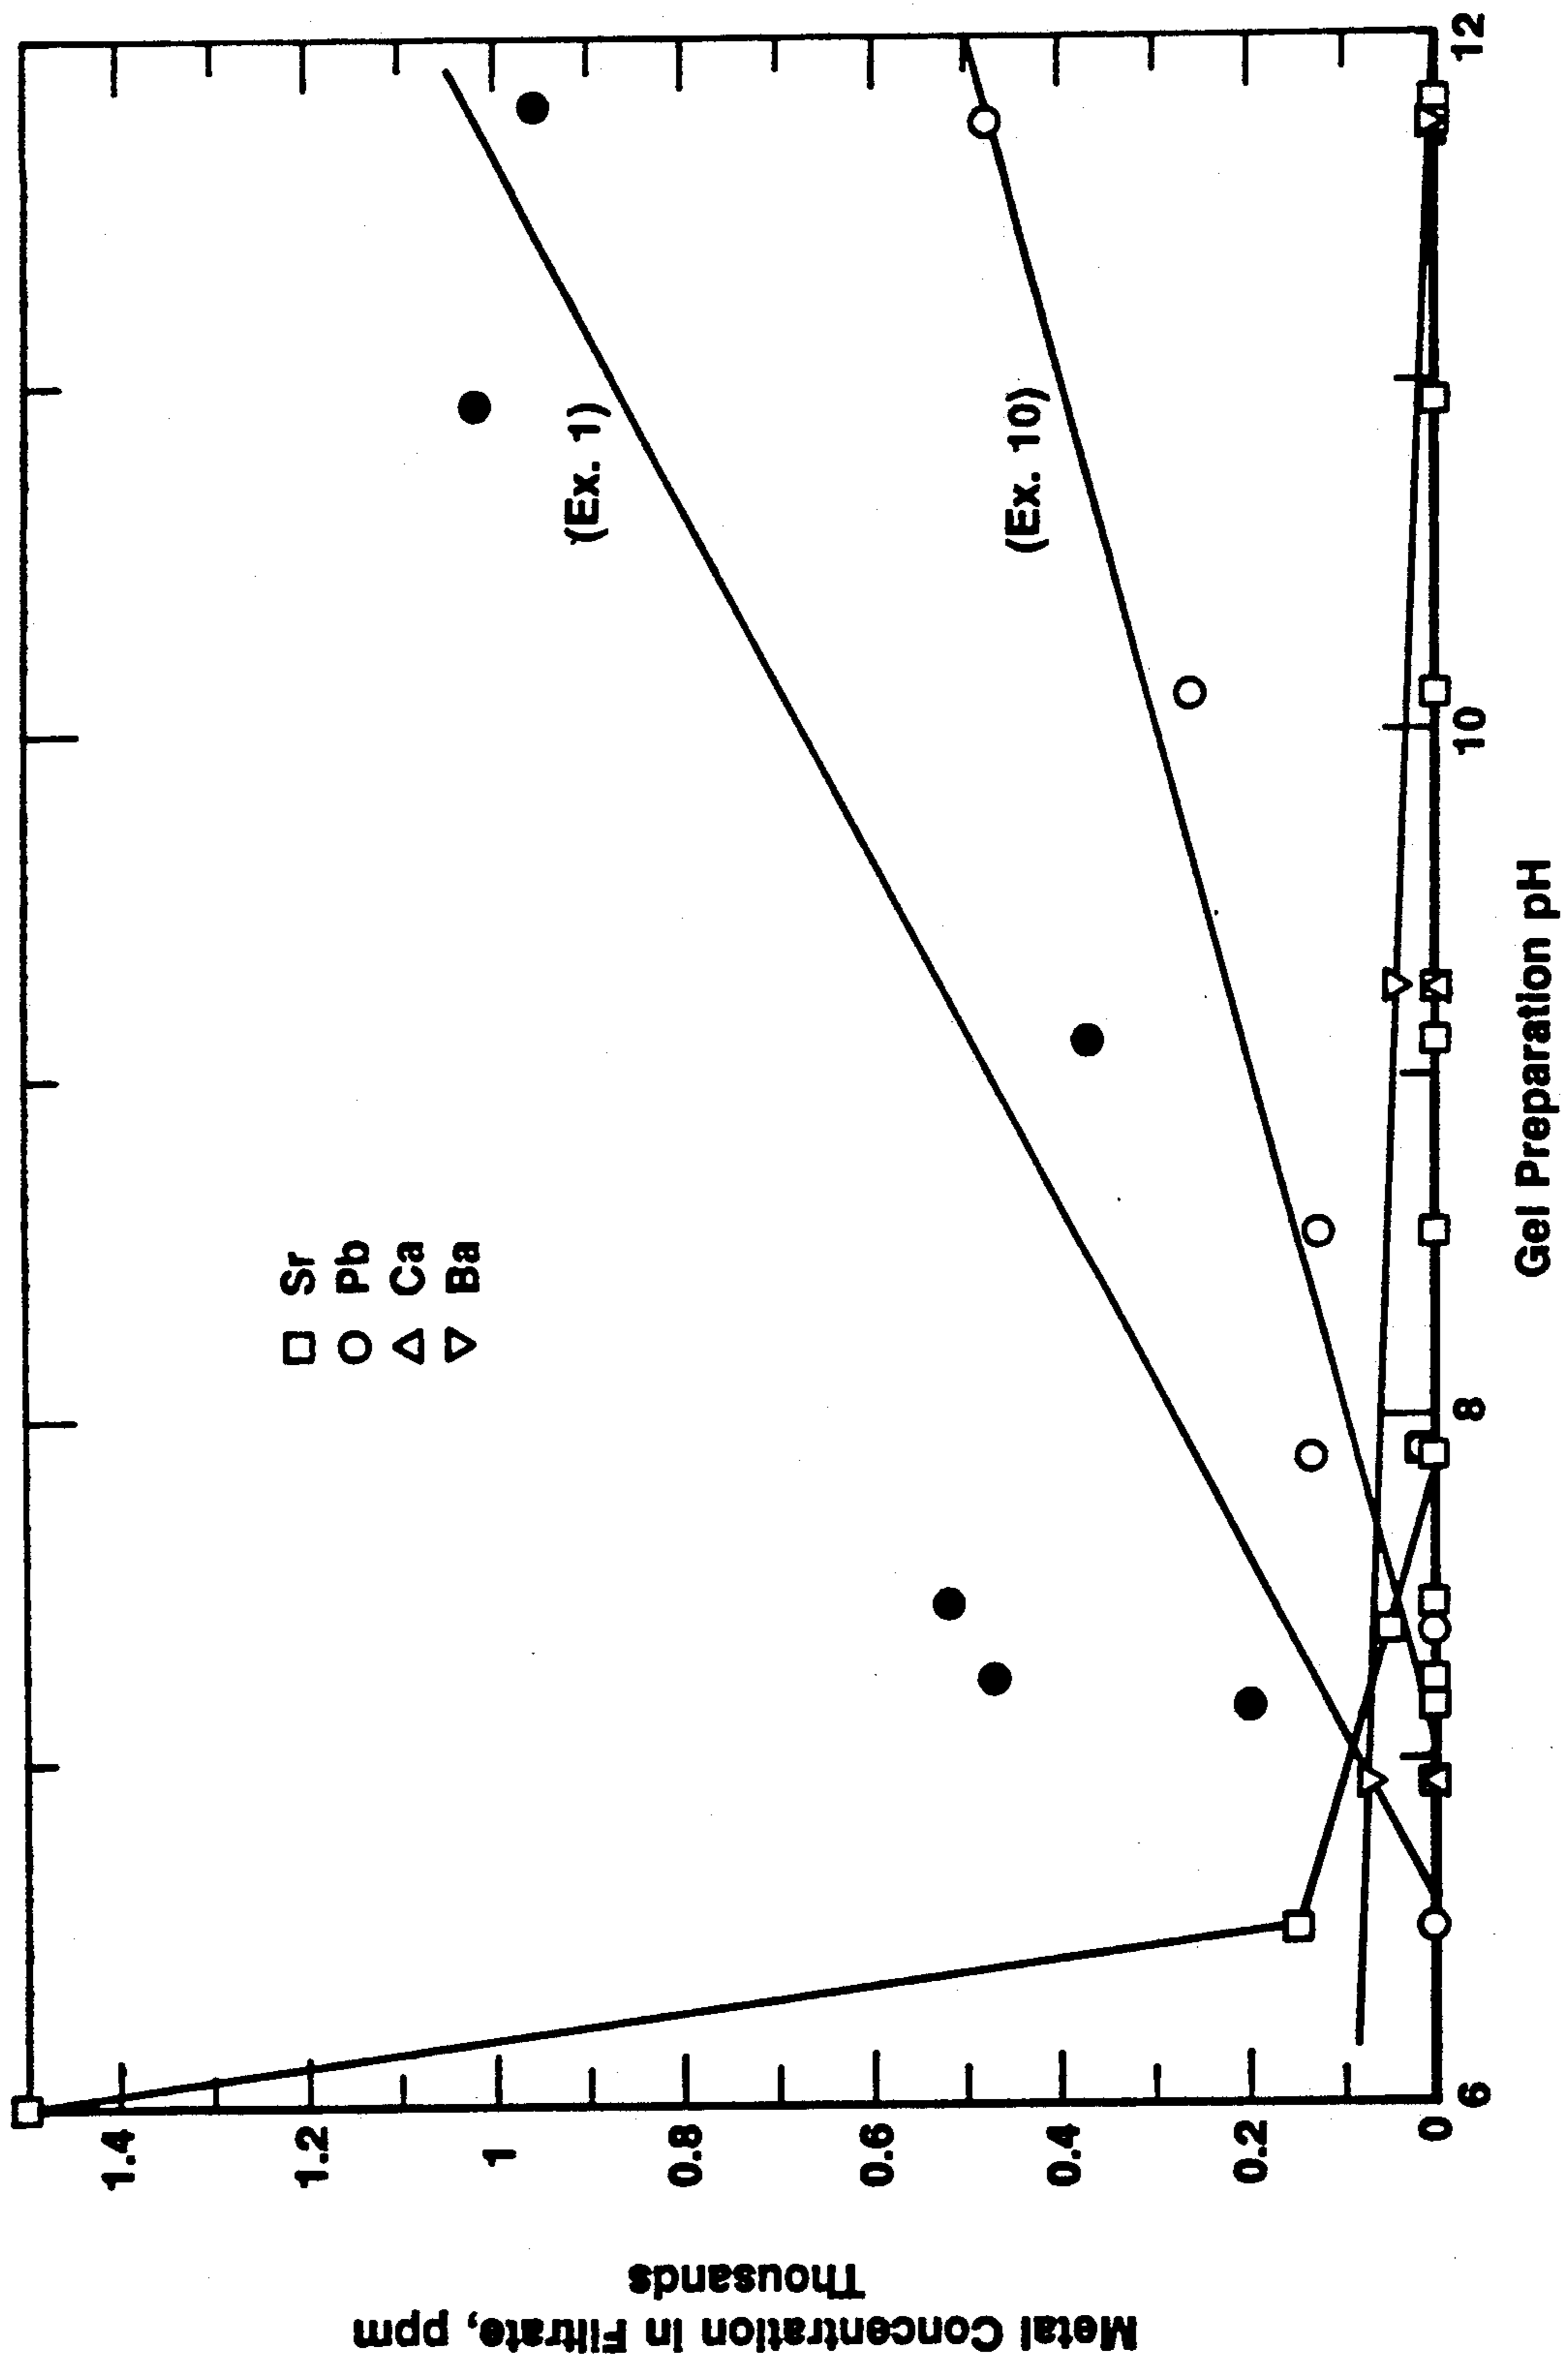 Metal Concentration in Filtrate, ppm
Thousands
1.4
1.2
1
0.8
0.6
0.4
0.2
0
□ Sr
○ Pb
△ Ca
▽ Ba
(Ex. 1)
(Ex. 10)
6
8
10
12
Gel Preparation pH